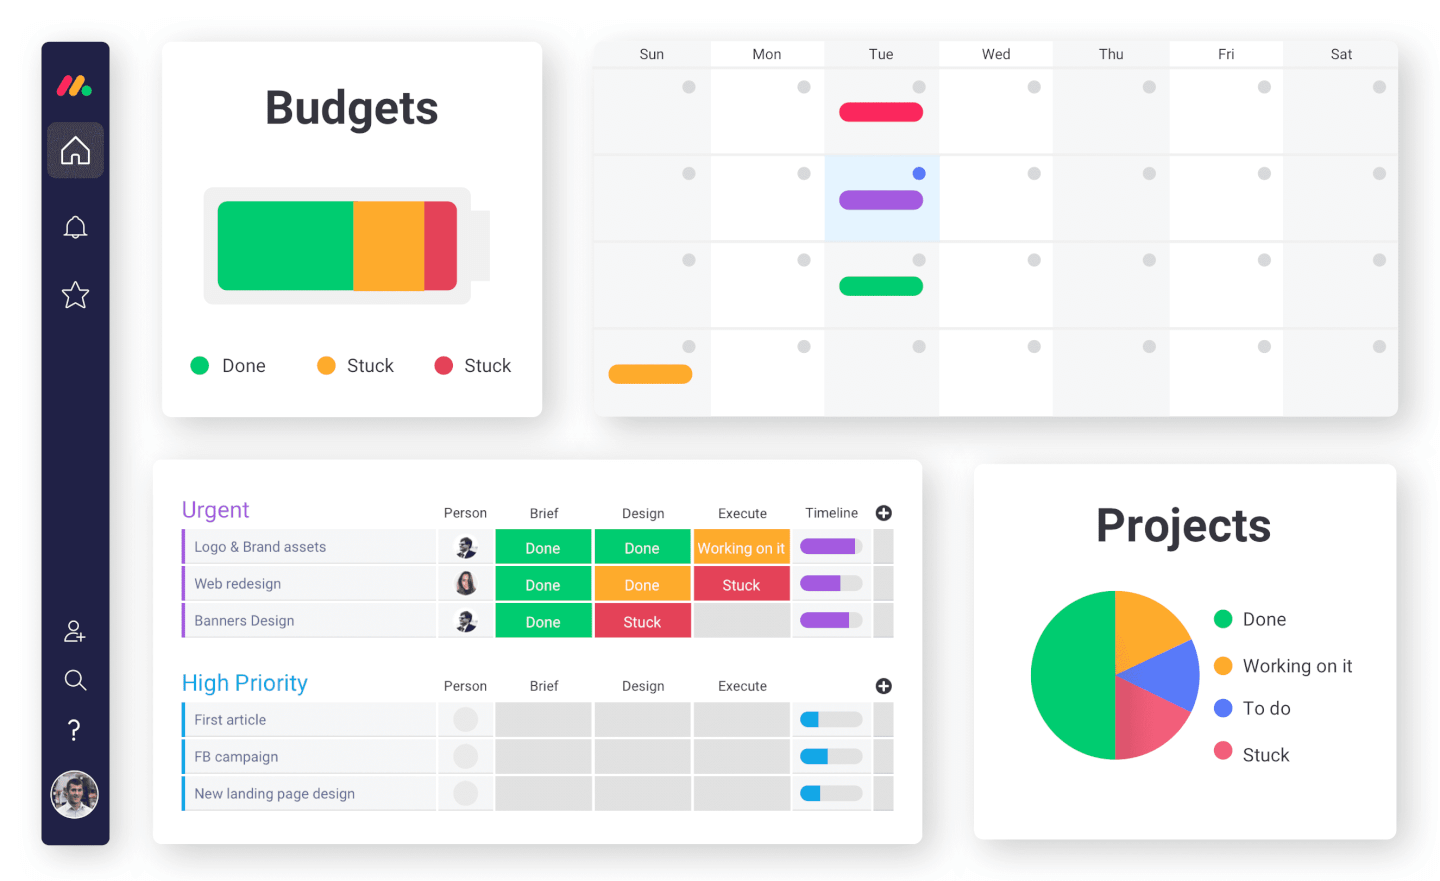 Budgets
Done Stuck Stuck
Sun Mon Tue Wed Thu Fri Sat
Urgent Person Brief Design Execute Timeline
Logo & Brand assets Done Done Working on it
Web redesign Done Done Stuck
Banners Design Done Stuck
High Priority Person Brief Design Execute
First article
FB campaign
New landing page design
Projects
Done
Working on it
To do
Stuck
?